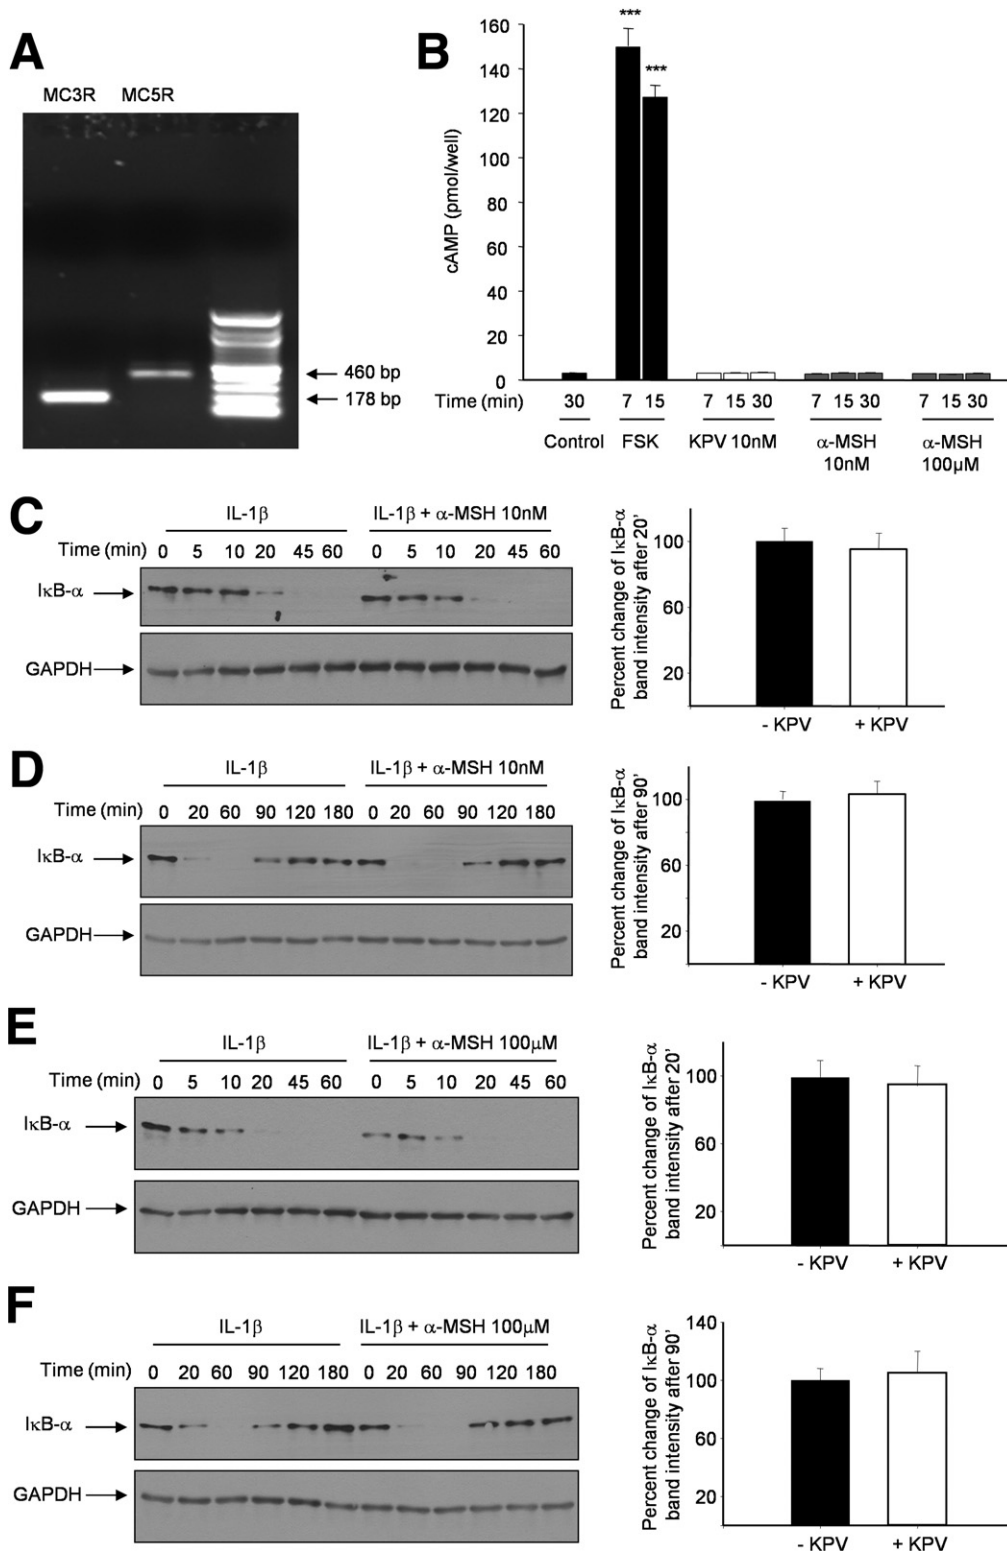 A
MC3R MC5R
460 bp
178 bp
B
cAMP (pmol/well)
160
140
120
100
80
60
40
20
0
*** ***
Time (min) 30 7 15 7 15 30 7 15 30 7 15 30
Control FSK KPV 10nM α-MSH 10nM α-MSH 100µM
C
IL-1β IL-1β + α-MSH 10nM
Time (min) 0 5 10 20 45 60 0 5 10 20 45 60
IκB-α
GAPDH
Percent change of IκB-α
band intensity after 20'
100
60
20
- KPV + KPV
D
IL-1β IL-1β + α-MSH 10nM
Time (min) 0 20 60 90 120 180 0 20 60 90 120 180
IκB-α
GAPDH
Percent change of IκB-α
band intensity after 90'
100
60
20
- KPV + KPV
E
IL-1β IL-1β + α-MSH 100µM
Time (min) 0 5 10 20 45 60 0 5 10 20 45 60
IκB-α
GAPDH
Percent change of IκB-α
band intensity after 20'
100
60
20
- KPV + KPV
F
IL-1β IL-1β + α-MSH 100µM
Time (min) 0 20 60 90 120 180 0 20 60 90 120 180
IκB-α
GAPDH
Percent change of IκB-α
band intensity after 90'
140
100
60
20
- KPV + KPV